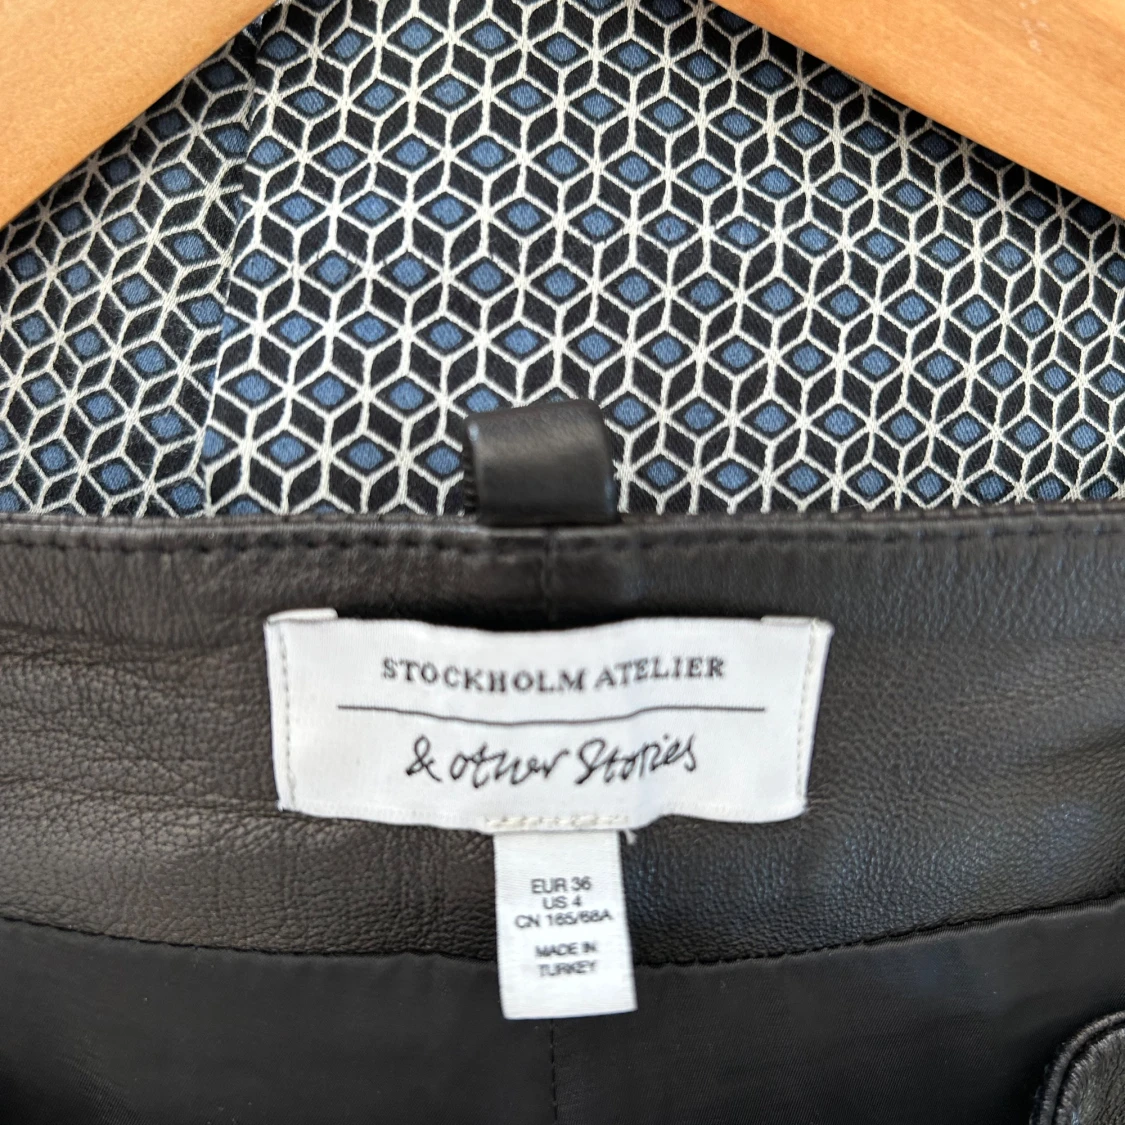 STOCKHOLM ATELIER
& other Stories
EUR 36
US 4
CN 165/68A
MADE IN
TURKEY